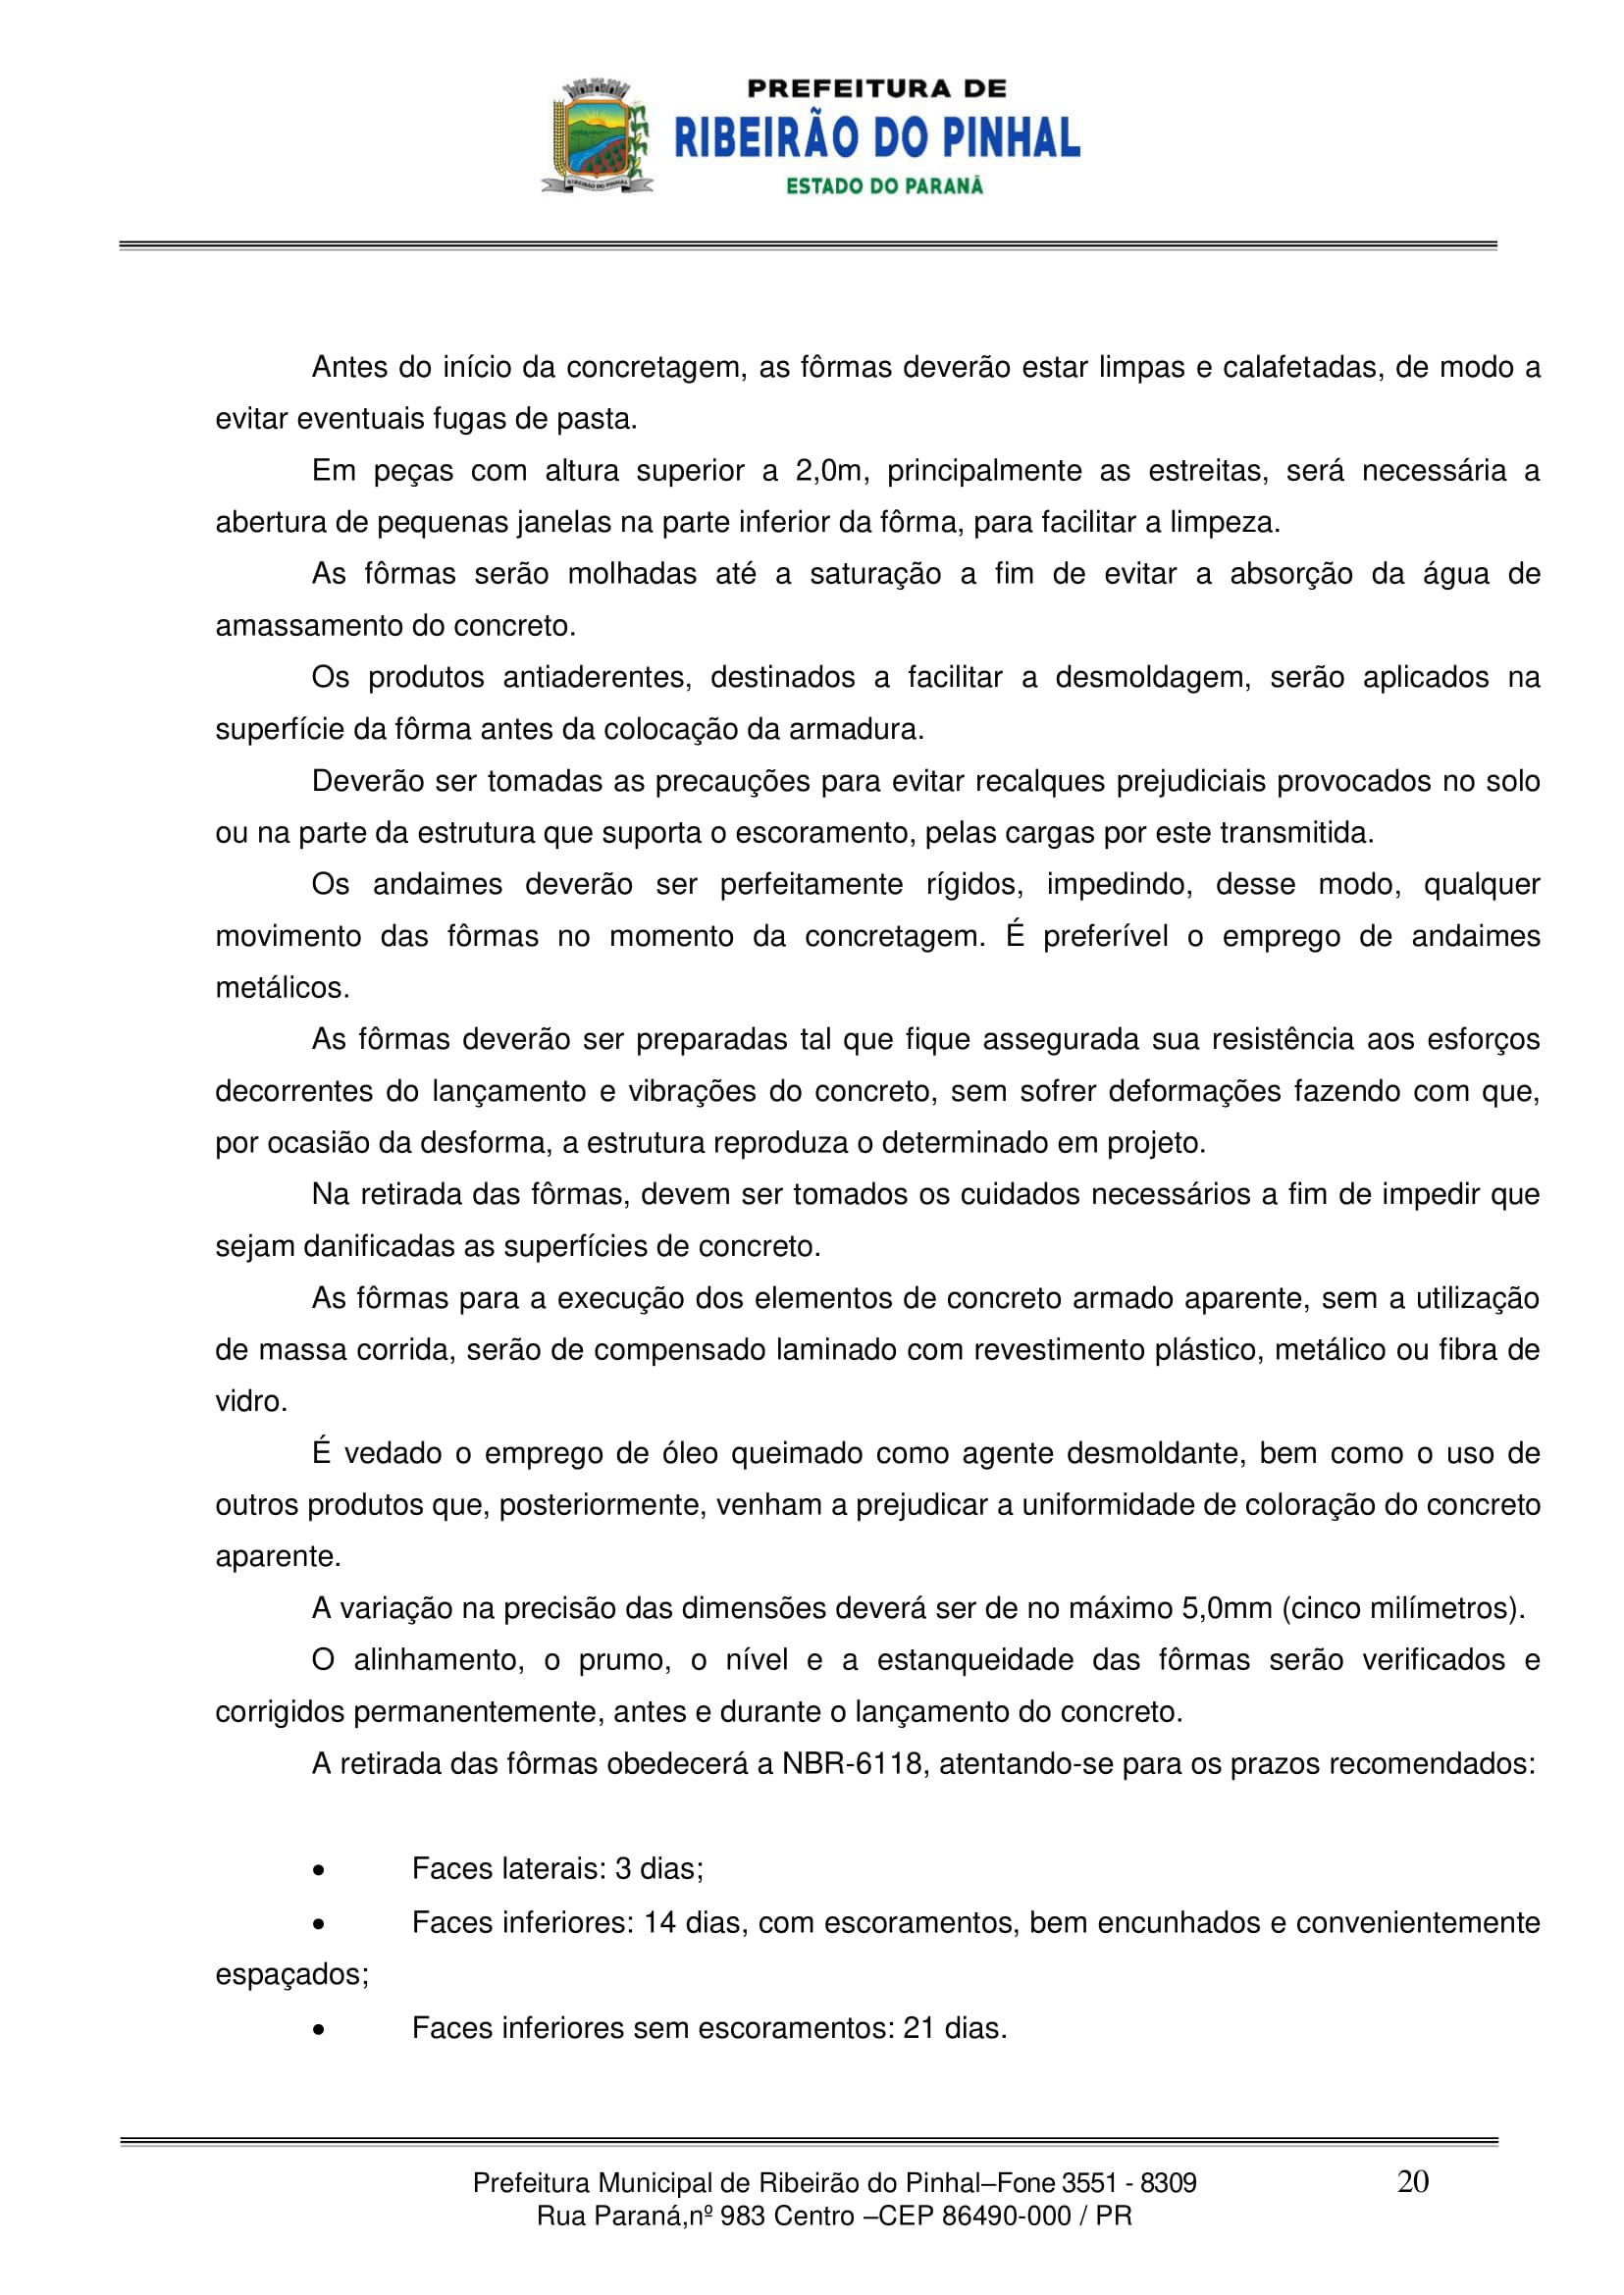 PREFEITURA DE
RIBEIRÃO DO PINHAL
ESTADO DO PARANÁ
RIBEIRÃO DO PINHAL
Antes do início da concretagem, as fôrmas deverão estar limpas e calafetadas, de modo a
evitar eventuais fugas de pasta.
Em peças com altura superior a 2,0m, principalmente as estreitas, será necessária a
abertura de pequenas janelas na parte inferior da fôrma, para facilitar a limpeza.
As fôrmas serão molhadas até a saturação a fim de evitar a absorção da água de
amassamento do concreto.
Os produtos antiaderentes, destinados a facilitar a desmoldagem, serão aplicados na
superfície da fôrma antes da colocação da armadura.
Deverão ser tomadas as precauções para evitar recalques prejudiciais provocados no solo
ou na parte da estrutura que suporta o escoramento, pelas cargas por este transmitida.
Os andaimes deverão ser perfeitamente rígidos, impedindo, desse modo, qualquer
movimento das fôrmas no momento da concretagem. É preferível o emprego de andaimes
metálicos.
As fôrmas deverão ser preparadas tal que fique assegurada sua resistência aos esforços
decorrentes do lançamento e vibrações do concreto, sem sofrer deformações fazendo com que,
por ocasião da desforma, a estrutura reproduza o determinado em projeto.
Na retirada das fôrmas, devem ser tomados os cuidados necessários a fim de impedir que
sejam danificadas as superfícies de concreto.
As fôrmas para a execução dos elementos de concreto armado aparente, sem a utilização
de massa corrida, serão de compensado laminado com revestimento plástico, metálico ou fibra de
vidro.
É vedado o emprego de óleo queimado como agente desmoldante, bem como o uso de
outros produtos que, posteriormente, venham a prejudicar a uniformidade de coloração do concreto
aparente.
A variação na precisão das dimensões deverá ser de no máximo 5,0mm (cinco milímetros).
O alinhamento, o prumo, o nível e a estanqueidade das fôrmas serão verificados e
corrigidos permanentemente, antes e durante o lançamento do concreto.
A retirada das fôrmas obedecerá a NBR-6118, atentando-se para os prazos recomendados:
• Faces laterais: 3 dias;
• Faces inferiores: 14 dias, com escoramentos, bem encunhados e convenientemente
espaçados;
• Faces inferiores sem escoramentos: 21 dias.
Prefeitura Municipal de Ribeirão do Pinhal–Fone 3551 - 8309 20
Rua Paraná,nº 983 Centro –CEP 86490-000 / PR